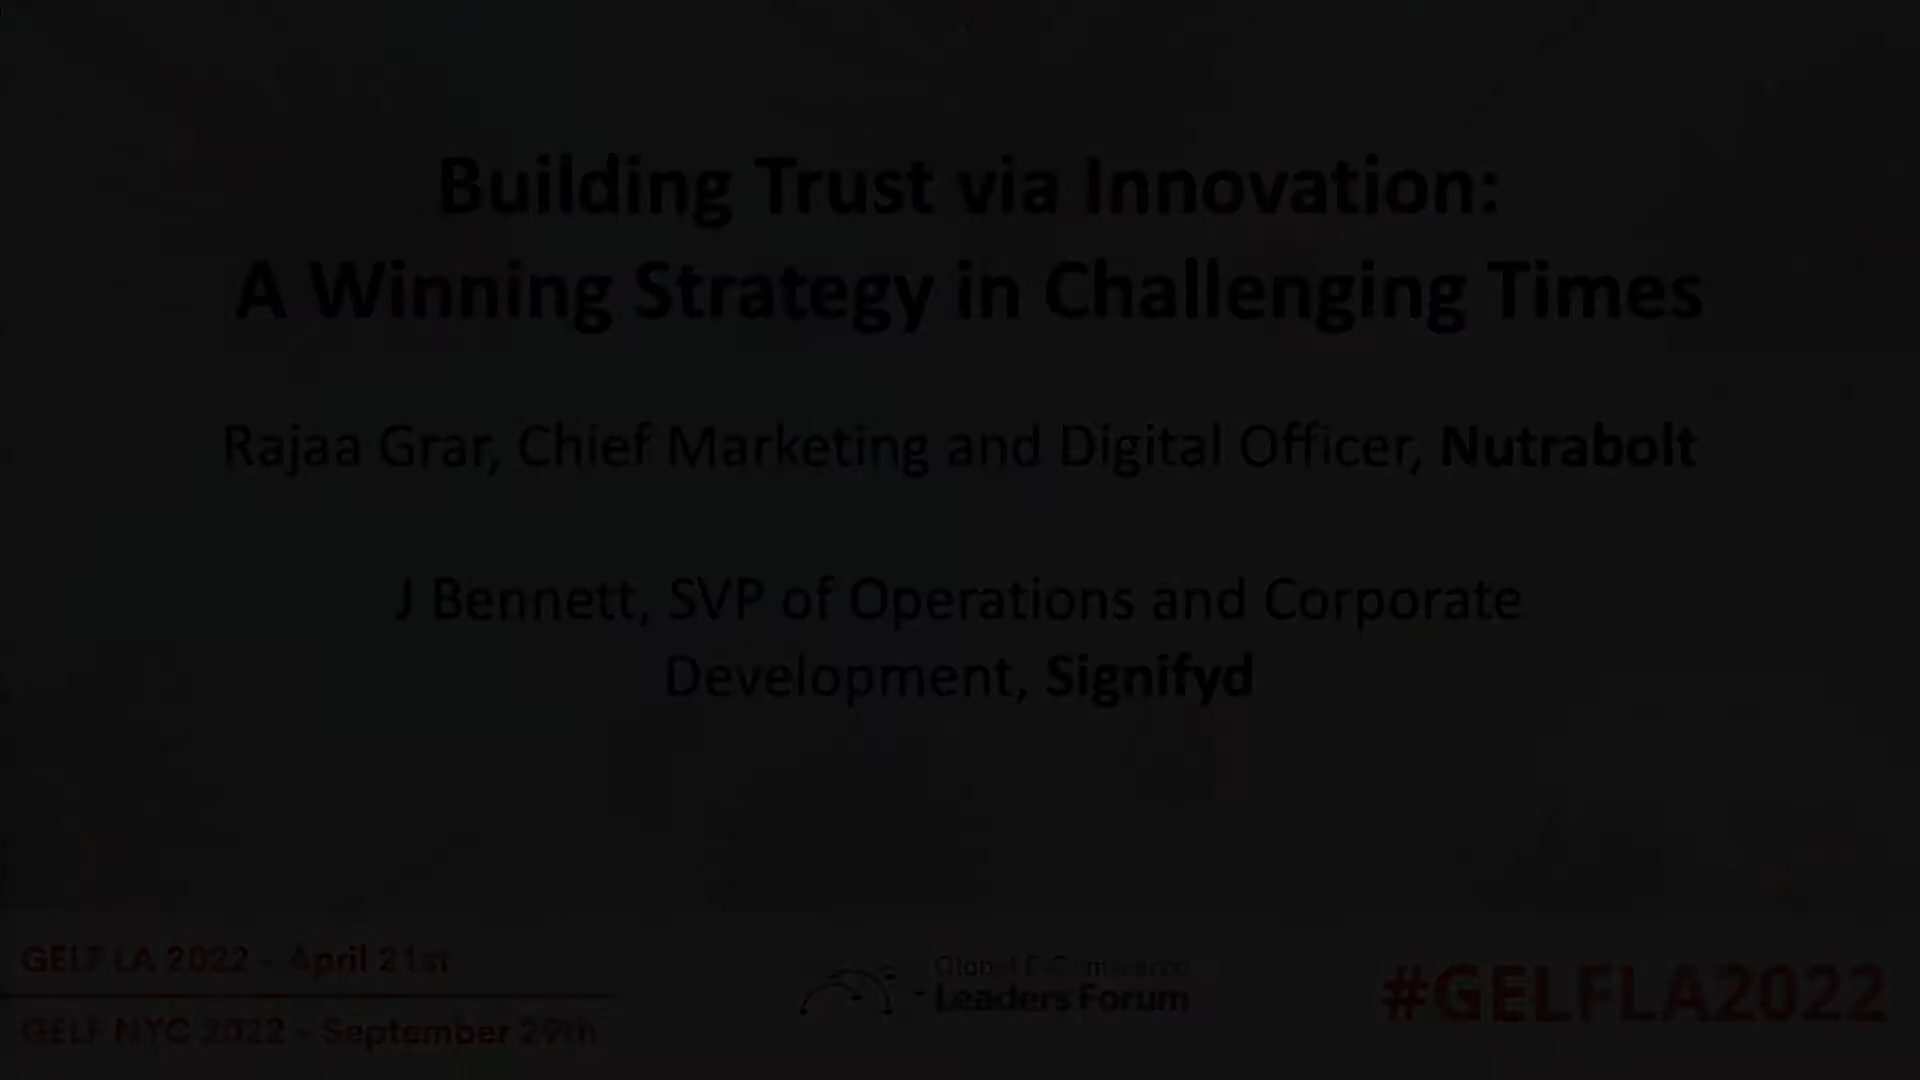 Building Trust via Innovation:
A Winning Strategy in Challenging Times
Rajaa Grar, Chief Marketing and Digital Officer, Nutrabolt
J Bennett, SVP of Operations and Corporate
Development, Signifyd
GELF LA 2022 - April 21st
GELF NYC 2022 - September 29th
Global E-Commerce
Leaders Forum
#GELFLA2022